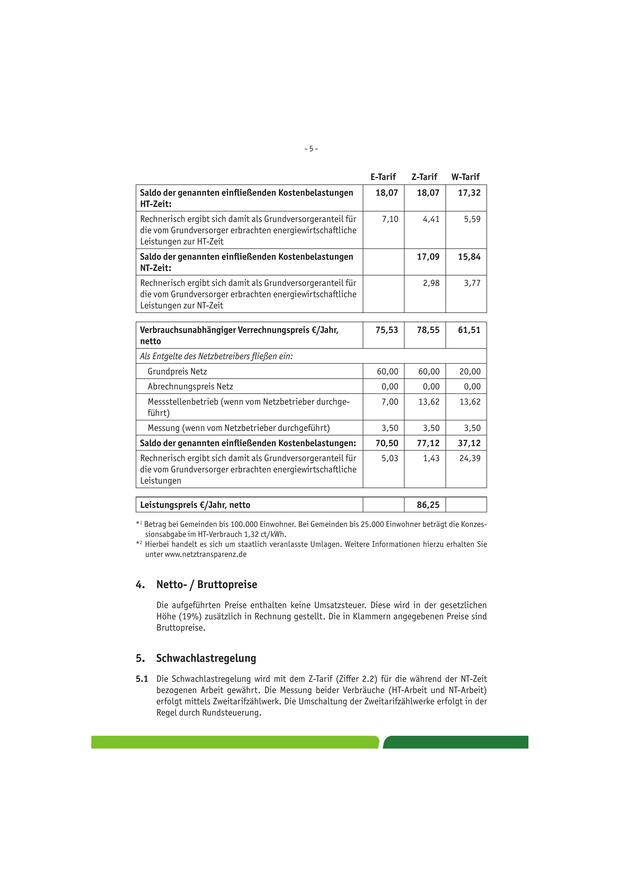 - 5 -
E-Tarif Z-Tarif W-Tarif
Saldo der genannten einfließenden Kostenbelastungen 18,07 18,07 17,32
HT-Zeit:
Rechnerisch ergibt sich damit als Grundversorgeranteil für 7,10 4,41 5,59
die vom Grundversorger erbrachten energiewirtschaftliche
Leistungen zur HT-Zeit
Saldo der genannten einfließenden Kostenbelastungen 17,09 15,84
NT-Zeit:
Rechnerisch ergibt sich damit als Grundversorgeranteil für 2,98 3,77
die vom Grundversorger erbrachten energiewirtschaftliche
Leistungen zur NT-Zeit
Verbrauchsunabhängiger Verrechnungspreis €/Jahr, 75,53 78,55 61,51
netto
Als Entgelte des Netzbetreibers fließen ein:
Grundpreis Netz 60,00 60,00 20,00
Abrechnungspreis Netz 0,00 0,00 0,00
Messstellenbetrieb (wenn vom Netzbetreiber durchge- 7,00 13,62 13,62
führt)
Messung (wenn vom Netzbetreiber durchgeführt) 3,50 3,50 3,50
Saldo der genannten einfließenden Kostenbelastungen: 70,50 77,12 37,12
Rechnerisch ergibt sich damit als Grundversorgeranteil für 5,03 1,43 24,39
die vom Grundversorger erbrachten energiewirtschaftliche
Leistungen
Leistungspreis €/Jahr, netto 86,25
*¹ Betrag bei Gemeinden bis 100.000 Einwohner. Bei Gemeinden bis 25.000 Einwohner beträgt die Konzes-
sionsabgabe im HT-Verbrauch 1,32 ct/kWh.
*² Hierbei handelt es sich um staatlich veranlasste Umlagen. Weitere Informationen hierzu erhalten Sie
unter www.netztransparenz.de
4. Netto- / Bruttopreise
Die aufgeführten Preise enthalten keine Umsatzsteuer. Diese wird in der gesetzlichen
Höhe (19%) zusätzlich in Rechnung gestellt. Die in Klammern angegebenen Preise sind
Bruttopreise.
5. Schwachlastregelung
5.1 Die Schwachlastregelung wird mit dem Z-Tarif (Ziffer 2.2) für die während der NT-Zeit
bezogenen Arbeit gewährt. Die Messung beider Verbräuche (HT-Arbeit und NT-Arbeit)
erfolgt mittels Zweitarifzählwerk. Die Umschaltung der Zweitarifzählwerke erfolgt in der
Regel durch Rundsteuerung.